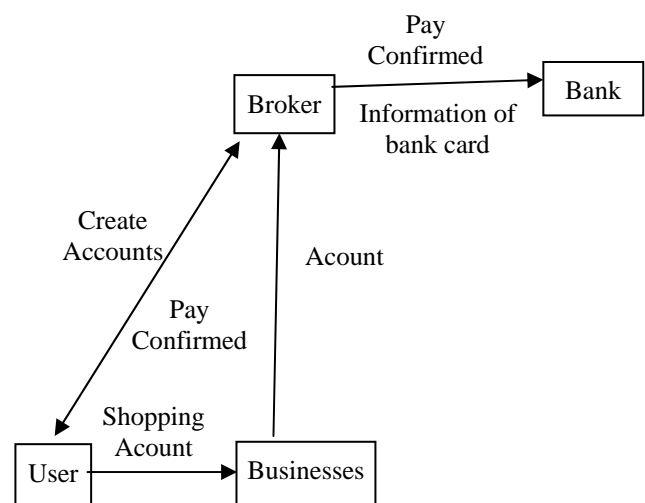 Pay
Confirmed
Broker
Bank
Information of
bank card
Create
Accounts
Acount
Pay
Confirmed
Shopping
Acount
User
Businesses